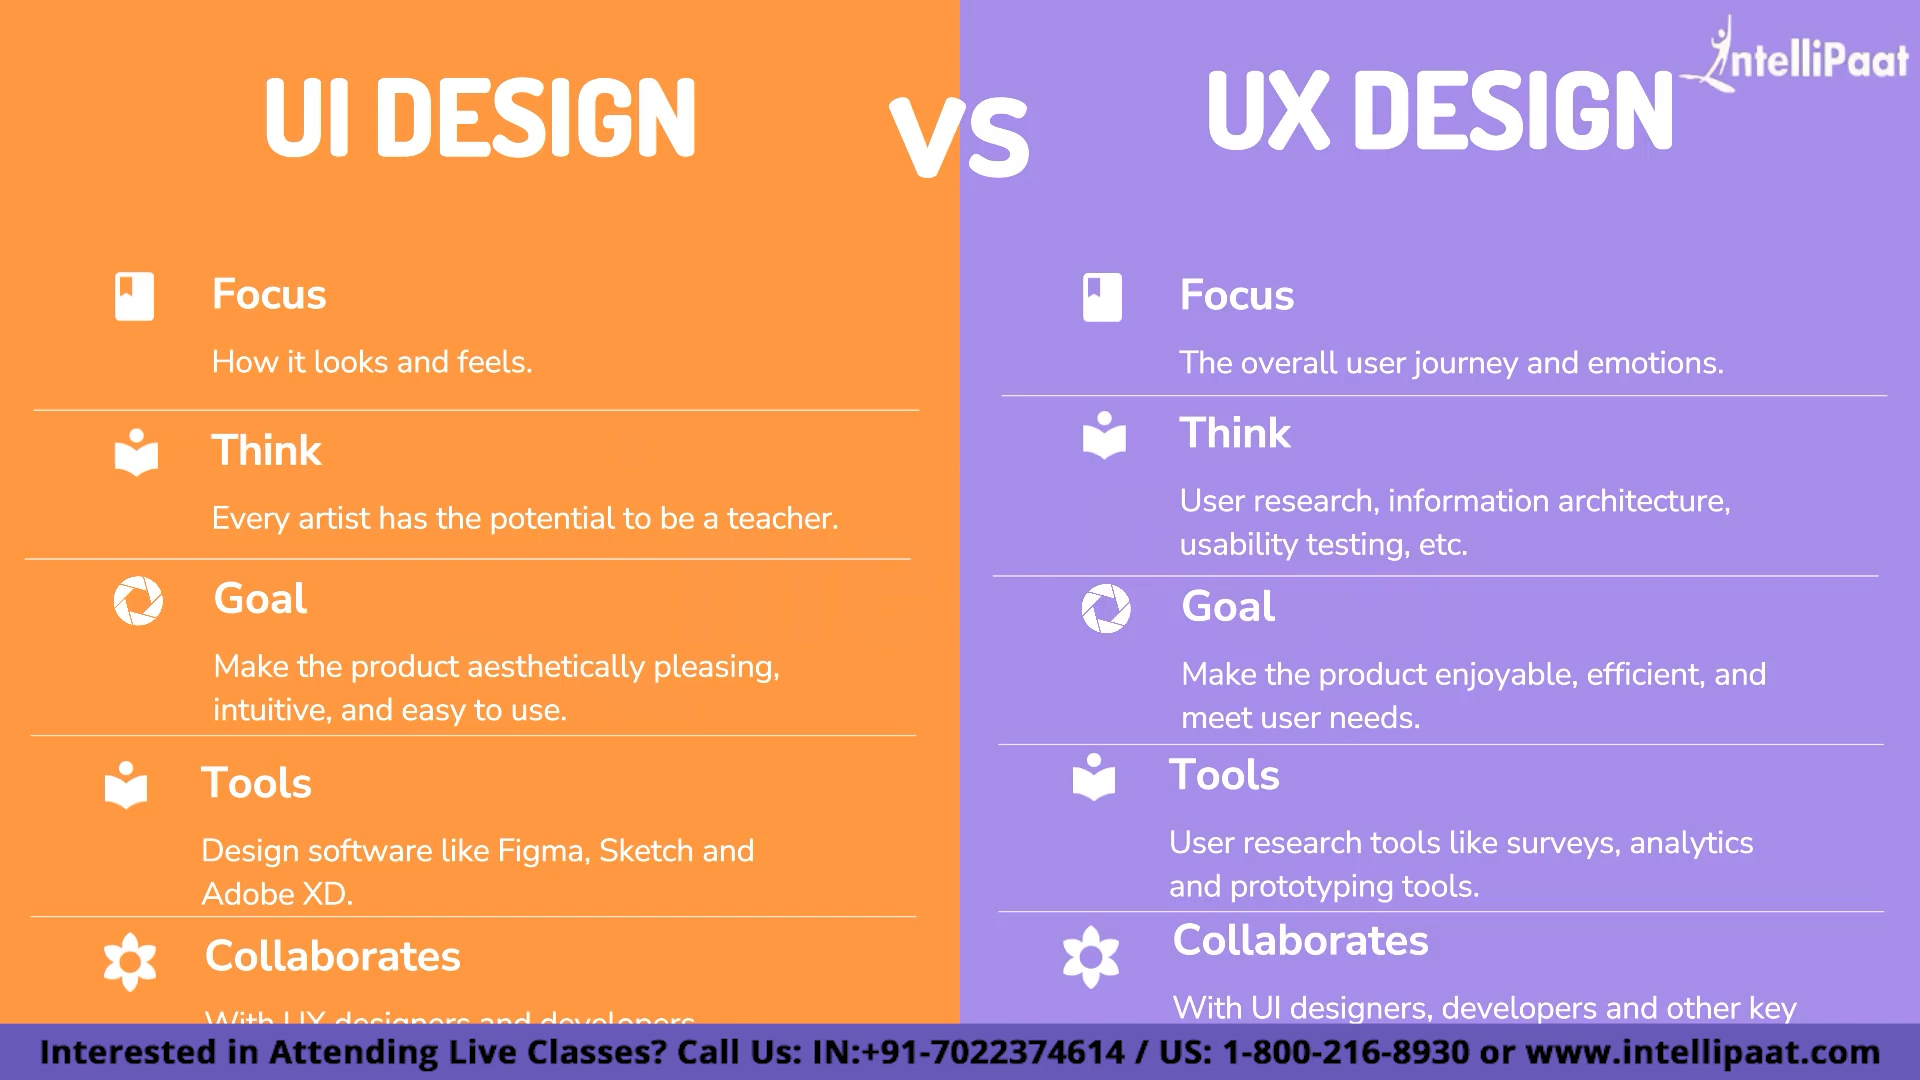 UI DESIGN
VS
UX DESIGN
IntelliPaat
Focus
How it looks and feels.
Think
Every artist has the potential to be a teacher.
Goal
Make the product aesthetically pleasing,
intuitive, and easy to use.
Tools
Design software like Figma, Sketch and
Adobe XD.
Collaborates
With UX designers and developers
Focus
The overall user journey and emotions.
Think
User research, information architecture,
usability testing, etc.
Goal
Make the product enjoyable, efficient, and
meet user needs.
Tools
User research tools like surveys, analytics
and prototyping tools.
Collaborates
With UI designers, developers and other key
Interested in Attending Live Classes? Call Us: IN:+91-7022374614 / US: 1-800-216-8930 or www.intellipaat.com